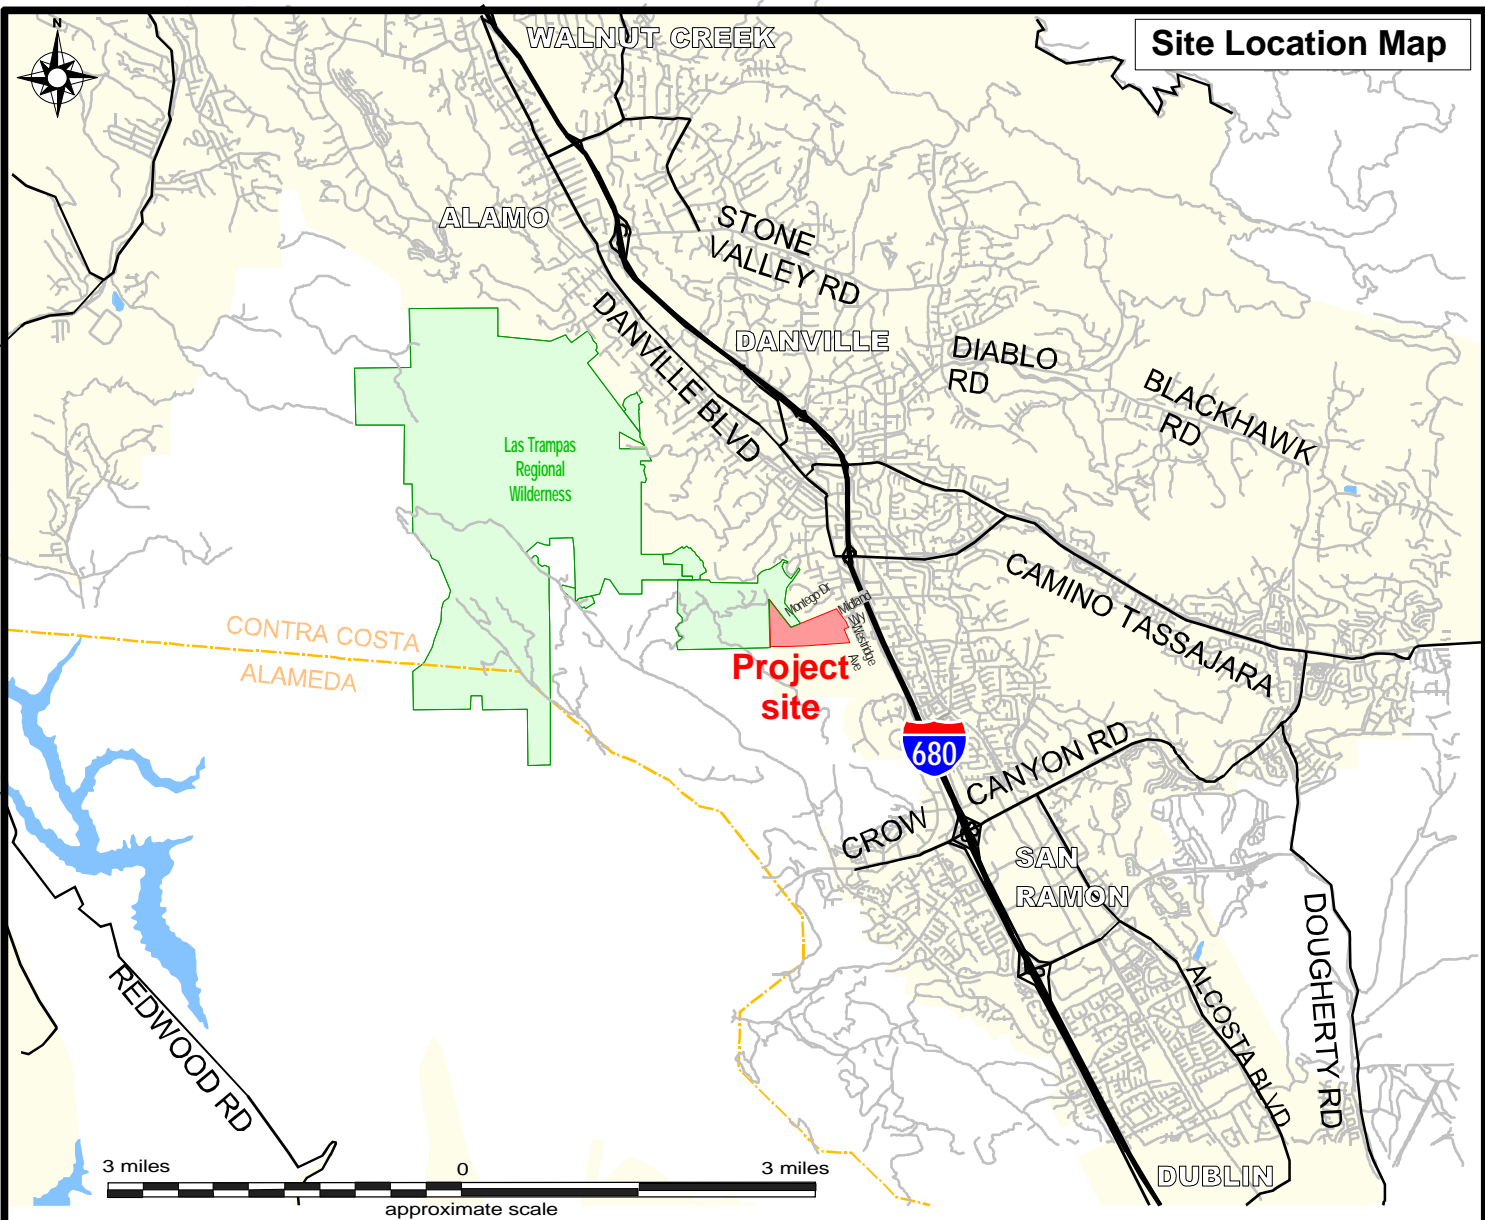 N
WALNUT CREEK
Site Location Map
ALAMO
STONE
VALLEY RD
DANVILLE BLVD
DANVILLE
DIABLO
RD
BLACKHAWK
RD
Las Trampas
Regional
Wilderness
CAMINO TASSAJARA
Montego Dr
Midland
Wy
Westridge
Ave
CONTRA COSTA
ALAMEDA
Project
site
680
CROW CANYON RD
SAN
RAMON
DOUGHERTY RD
ALCOSTA BLVD
REDWOOD RD
DUBLIN
3 miles 0 3 miles
approximate scale